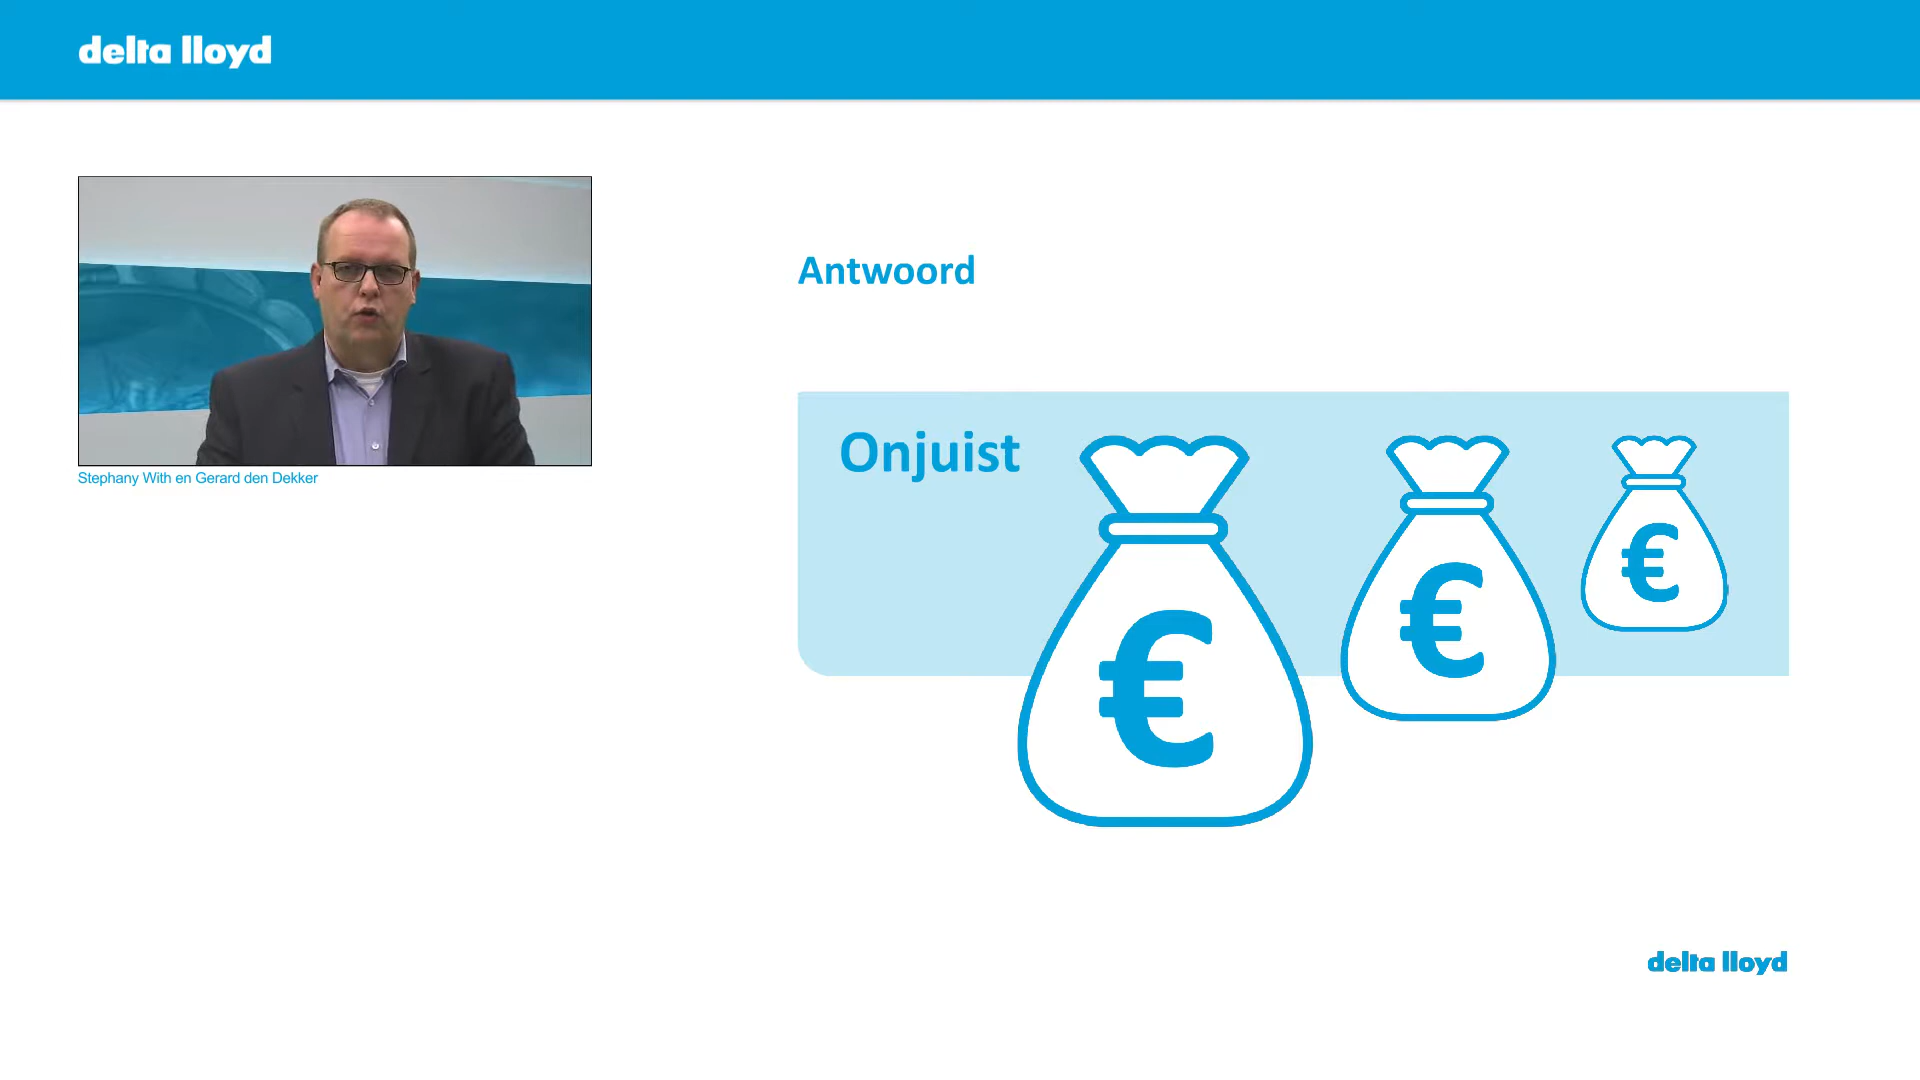 delta lloyd
Stephany With en Gerard den Dekker
Antwoord
Onjuist
€
€
€
delta lloyd